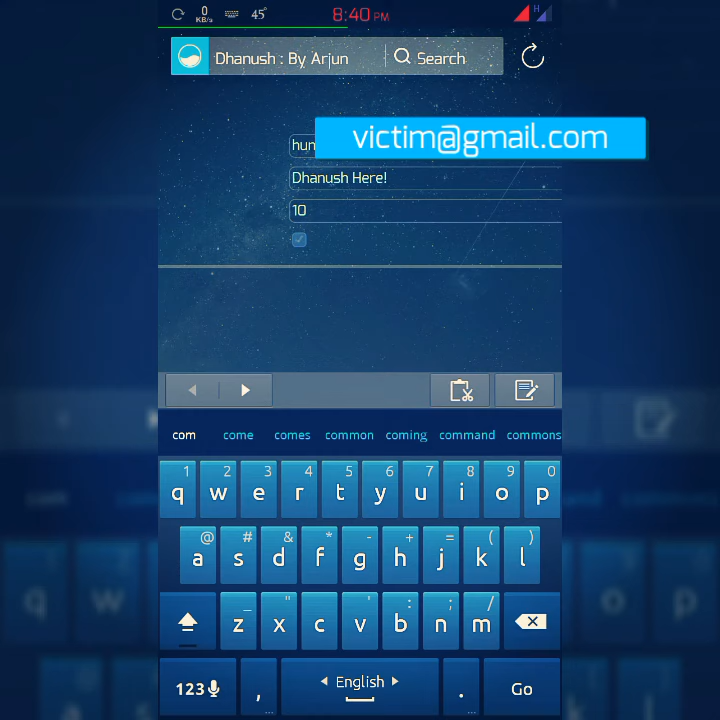 0
KB/s
45°
8:40 PM
H
Dhanush : By Arjun
Search
victim@gmail.com
hun
Dhanush Here!
10
com come comes common coming command commons
1 2 3 4 5 6 7 8 9 0
q w e r t y u i o p
@ # & * - + = ( )
a s d f g h j k l
_ " ' : ; /
z x c v b n m
123 , English . Go